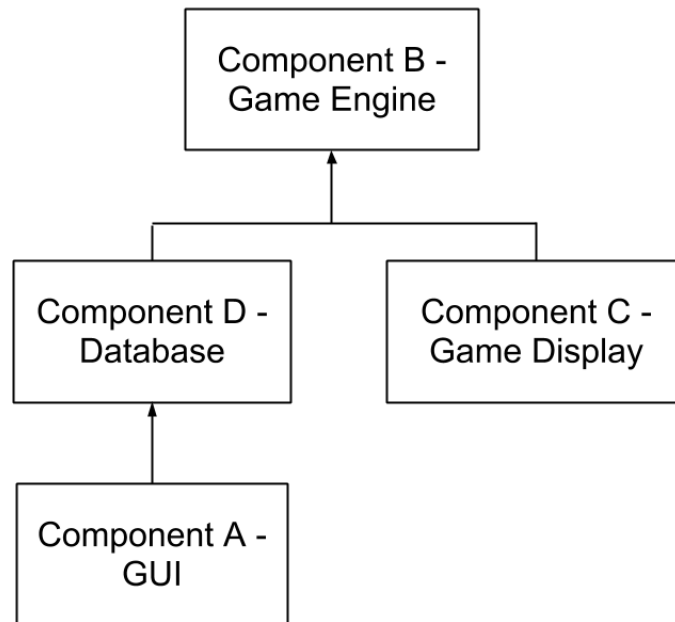 Component B -
Game Engine
Component D -
Database
Component C -
Game Display
Component A -
GUI